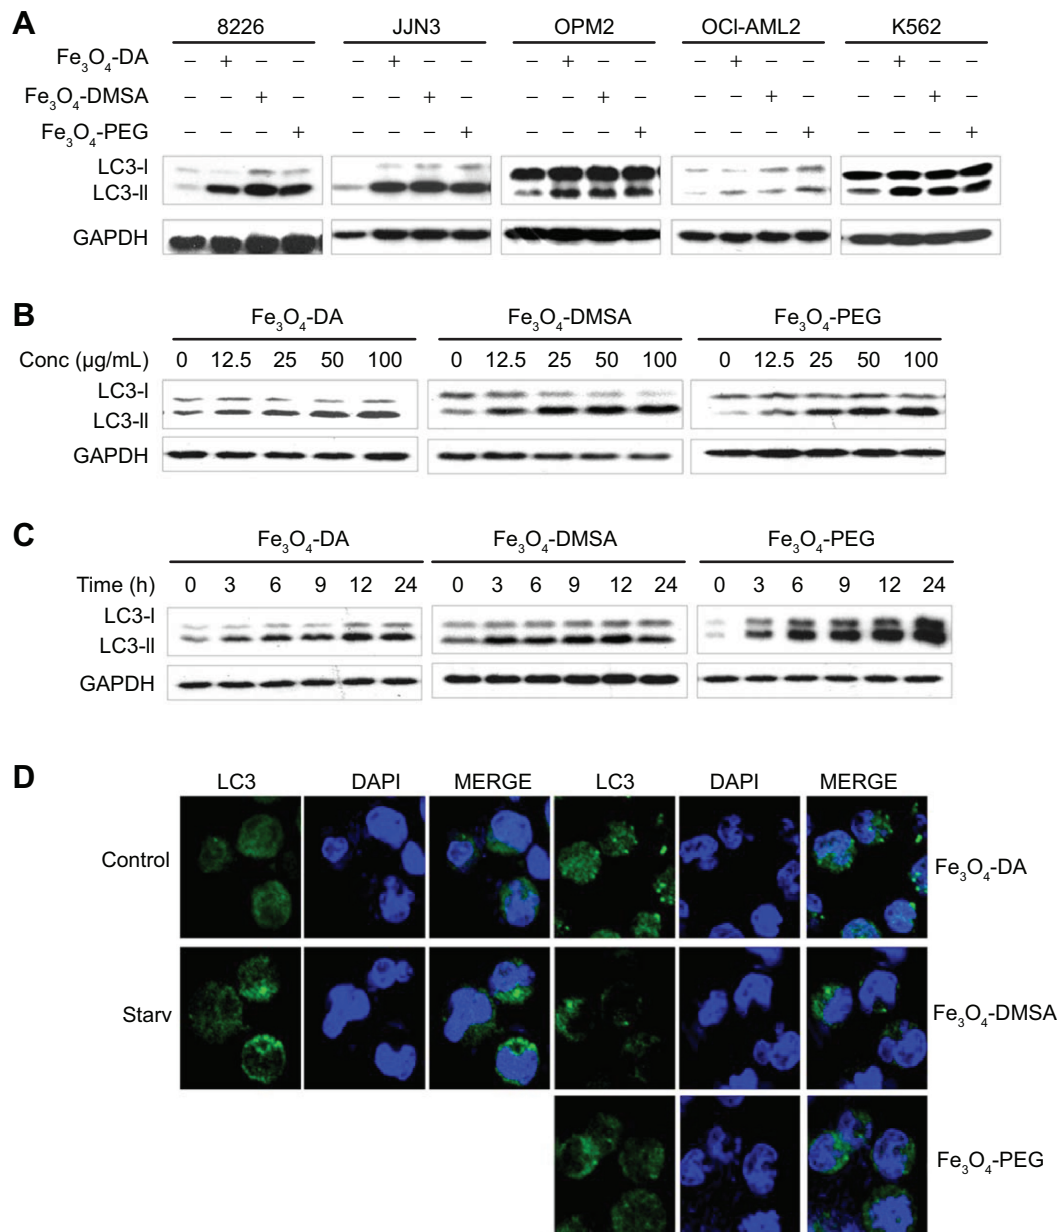 A
8226 JJN3 OPM2 OCI-AML2 K562
Fe₃O₄-DA – + – – – + – – – + – – – + – – – + – –
Fe₃O₄-DMSA – – + – – – + – – – + – – – + – – – + –
Fe₃O₄-PEG – – – + – – – + – – – + – – – + – – – +
LC3-I
LC3-II
GAPDH
B
Fe₃O₄-DA Fe₃O₄-DMSA Fe₃O₄-PEG
Conc (µg/mL) 0 12.5 25 50 100 0 12.5 25 50 100 0 12.5 25 50 100
LC3-I
LC3-II
GAPDH
C
Fe₃O₄-DA Fe₃O₄-DMSA Fe₃O₄-PEG
Time (h) 0 3 6 9 12 24 0 3 6 9 12 24 0 3 6 9 12 24
LC3-I
LC3-II
GAPDH
D
LC3 DAPI MERGE LC3 DAPI MERGE
Control Fe₃O₄-DA
Starv Fe₃O₄-DMSA
Fe₃O₄-PEG